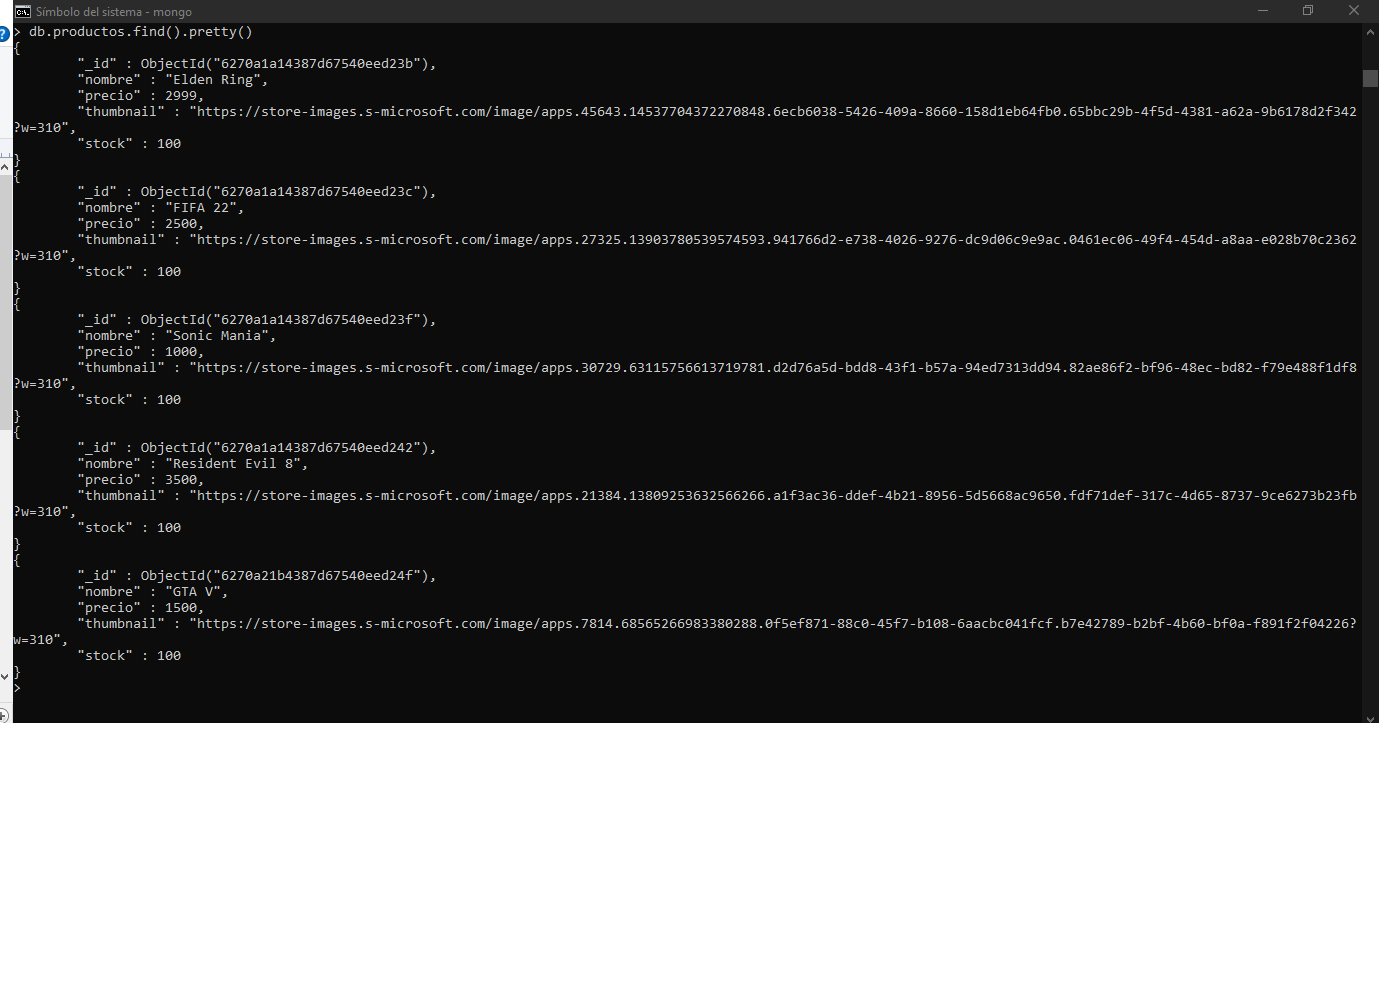 Símbolo del sistema - mongo
> db.productos.find().pretty()
{
"_id" : ObjectId("6270a1a14387d67540eed23b"),
"nombre" : "Elden Ring",
"precio" : 2999,
"thumbnail" : "https://store-images.s-microsoft.com/image/apps.45643.14537704372270848.6ecb6038-5426-409a-8660-158d1eb64fb0.65bbc29b-4f5d-4381-a62a-9b6178d2f342
?w=310",
"stock" : 100
}
{
"_id" : ObjectId("6270a1a14387d67540eed23c"),
"nombre" : "FIFA 22",
"precio" : 2500,
"thumbnail" : "https://store-images.s-microsoft.com/image/apps.27325.13903780539574593.941766d2-e738-4026-9276-dc9d06c9e9ac.0461ec06-49f4-454d-a8aa-e028b70c2362
?w=310",
"stock" : 100
}
{
"_id" : ObjectId("6270a1a14387d67540eed23f"),
"nombre" : "Sonic Mania",
"precio" : 1000,
"thumbnail" : "https://store-images.s-microsoft.com/image/apps.30729.63115756613719781.d2d76a5d-bdd8-43f1-b57a-94ed7313dd94.82ae86f2-bf96-48ec-bd82-f79e488f1df8
?w=310",
"stock" : 100
}
{
"_id" : ObjectId("6270a1a14387d67540eed242"),
"nombre" : "Resident Evil 8",
"precio" : 3500,
"thumbnail" : "https://store-images.s-microsoft.com/image/apps.21384.13809253632566266.a1f3ac36-ddef-4b21-8956-5d5668ac9650.fdf71def-317c-4d65-8737-9ce6273b23fb
?w=310",
"stock" : 100
}
{
"_id" : ObjectId("6270a21b4387d67540eed24f"),
"nombre" : "GTA V",
"precio" : 1500,
"thumbnail" : "https://store-images.s-microsoft.com/image/apps.7814.68565266983380288.0f5ef871-88c0-45f7-b108-6aacbc041fcf.b7e42789-b2bf-4b60-bf0a-f891f2f04226?
w=310",
"stock" : 100
}
>